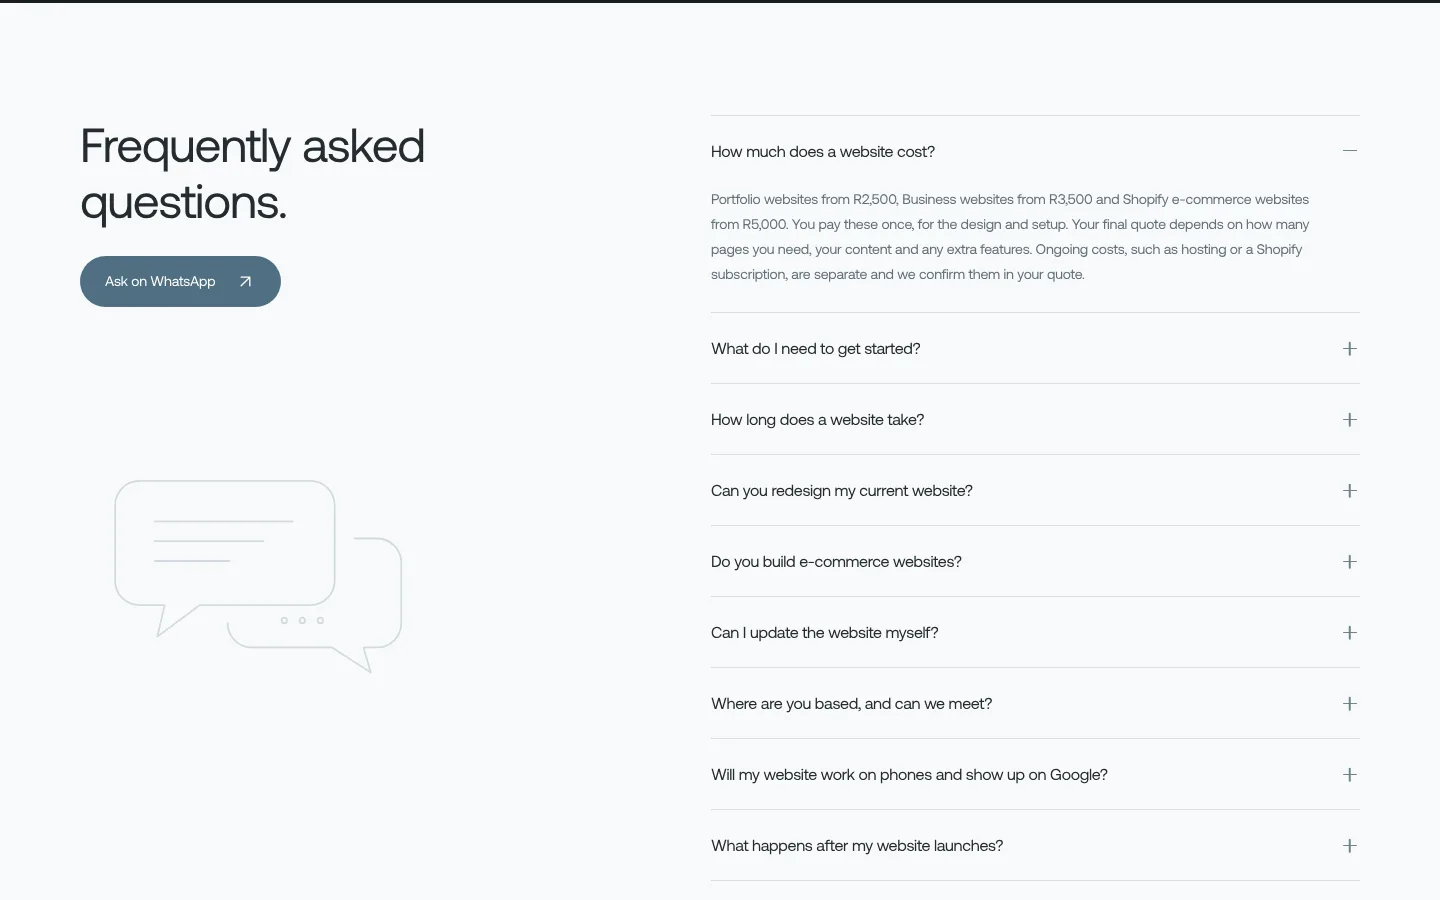 Frequently asked
questions.
Ask on WhatsApp
How much does a website cost?
Portfolio websites from R2,500, Business websites from R3,500 and Shopify e-commerce websites
from R5,000. You pay these once, for the design and setup. Your final quote depends on how many
pages you need, your content and any extra features. Ongoing costs, such as hosting or a Shopify
subscription, are separate and we confirm them in your quote.
What do I need to get started?
How long does a website take?
Can you redesign my current website?
Do you build e-commerce websites?
Can I update the website myself?
Where are you based, and can we meet?
Will my website work on phones and show up on Google?
What happens after my website launches?